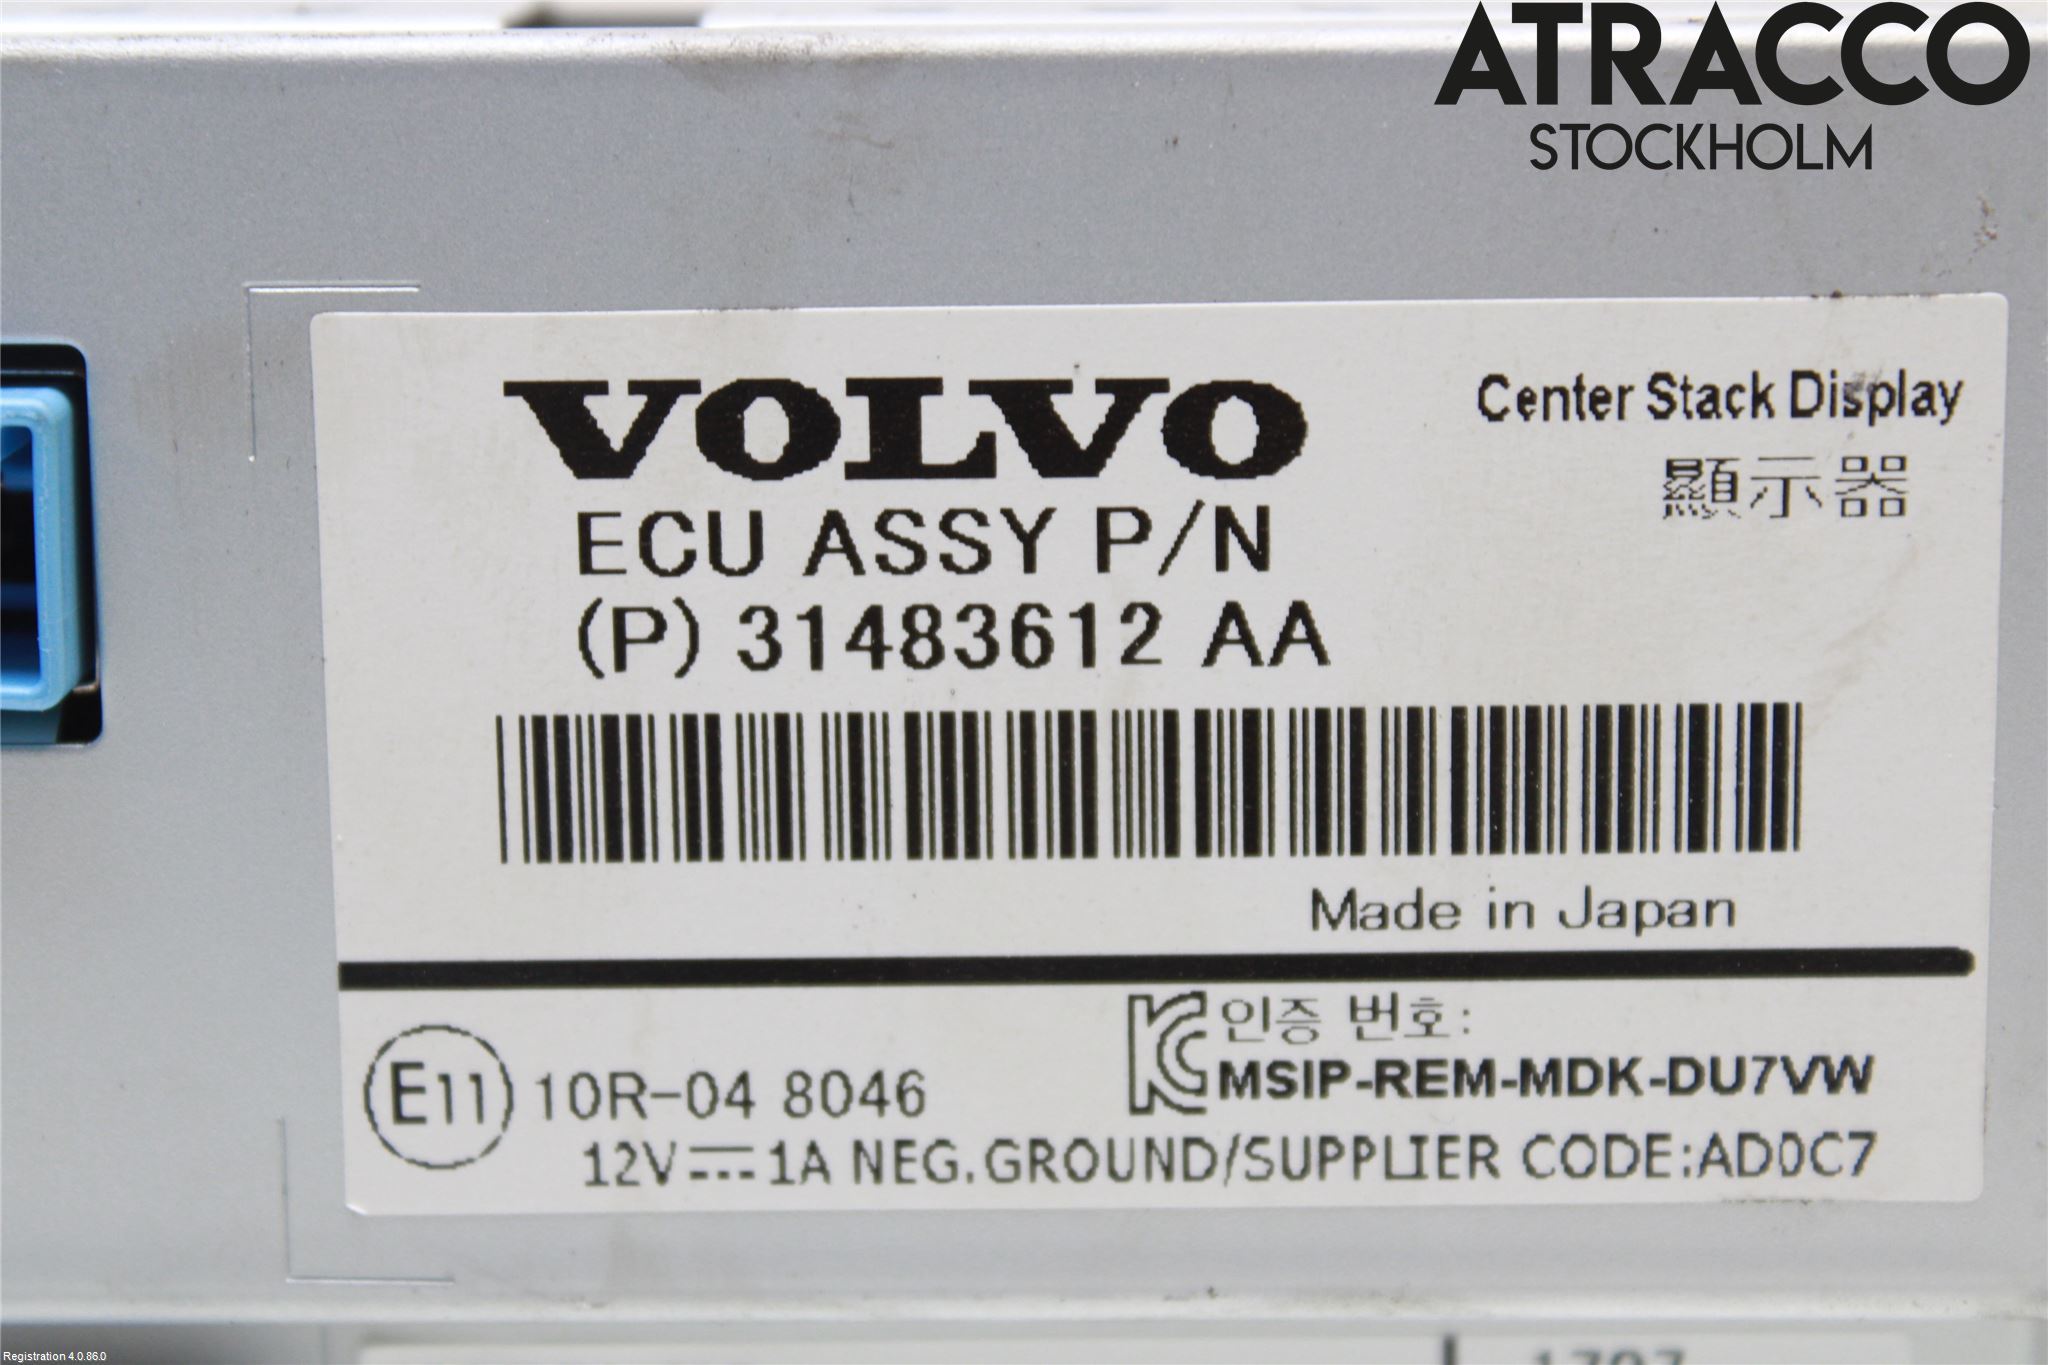 ATRACCO
STOCKHOLM
VOLVO
Center Stack Display
顯示器
ECU ASSY P/N
(P) 31483612 AA
Made in Japan
E11 10R-04 8046
인증 번호:
MSIP-REM-MDK-DU7VW
12V⎓1A NEG.GROUND/SUPPLIER CODE:AD0C7
Registration 4.0.86.0